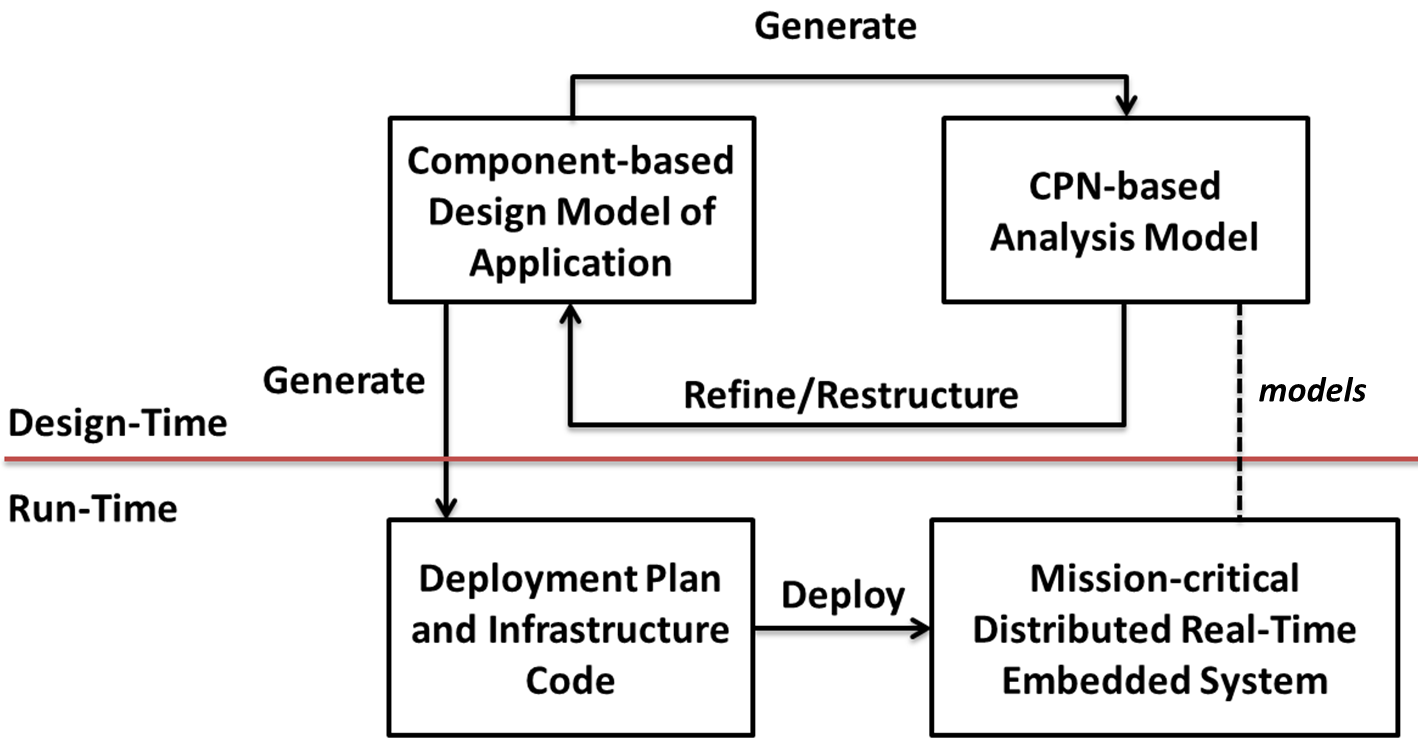 Generate
Component-based
Design Model of
Application
CPN-based
Analysis Model
Generate
Refine/Restructure
models
Design-Time
Run-Time
Deployment Plan
and Infrastructure
Code
Deploy
Mission-critical
Distributed Real-Time
Embedded System